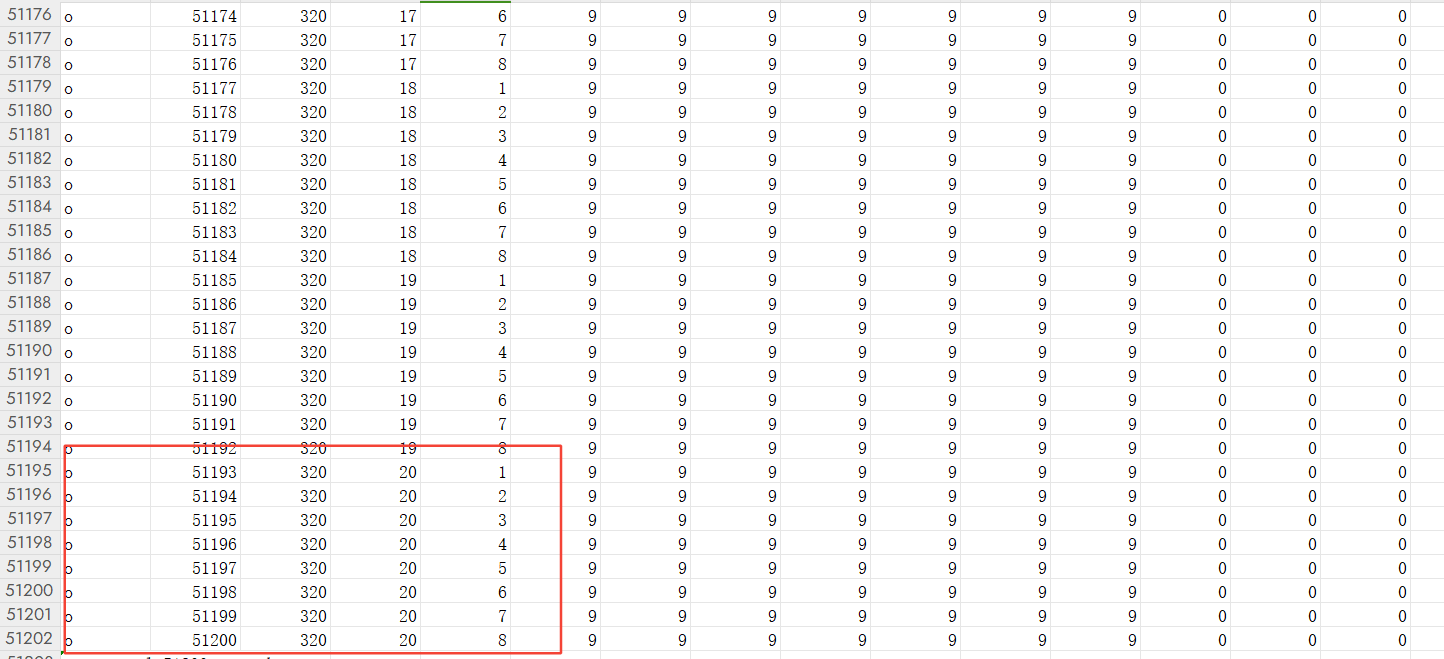 51176 o 51174 320 17 6 9 9 9 9 9 9 9 0 0 0
51177 o 51175 320 17 7 9 9 9 9 9 9 9 0 0 0
51178 o 51176 320 17 8 9 9 9 9 9 9 9 0 0 0
51179 o 51177 320 18 1 9 9 9 9 9 9 9 0 0 0
51180 o 51178 320 18 2 9 9 9 9 9 9 9 0 0 0
51181 o 51179 320 18 3 9 9 9 9 9 9 9 0 0 0
51182 o 51180 320 18 4 9 9 9 9 9 9 9 0 0 0
51183 o 51181 320 18 5 9 9 9 9 9 9 9 0 0 0
51184 o 51182 320 18 6 9 9 9 9 9 9 9 0 0 0
51185 o 51183 320 18 7 9 9 9 9 9 9 9 0 0 0
51186 o 51184 320 18 8 9 9 9 9 9 9 9 0 0 0
51187 o 51185 320 19 1 9 9 9 9 9 9 9 0 0 0
51188 o 51186 320 19 2 9 9 9 9 9 9 9 0 0 0
51189 o 51187 320 19 3 9 9 9 9 9 9 9 0 0 0
51190 o 51188 320 19 4 9 9 9 9 9 9 9 0 0 0
51191 o 51189 320 19 5 9 9 9 9 9 9 9 0 0 0
51192 o 51190 320 19 6 9 9 9 9 9 9 9 0 0 0
51193 o 51191 320 19 7 9 9 9 9 9 9 9 0 0 0
51194 o 51192 320 19 8 9 9 9 9 9 9 9 0 0 0
51195 o 51193 320 20 1 9 9 9 9 9 9 9 0 0 0
51196 o 51194 320 20 2 9 9 9 9 9 9 9 0 0 0
51197 o 51195 320 20 3 9 9 9 9 9 9 9 0 0 0
51198 o 51196 320 20 4 9 9 9 9 9 9 9 0 0 0
51199 o 51197 320 20 5 9 9 9 9 9 9 9 0 0 0
51200 o 51198 320 20 6 9 9 9 9 9 9 9 0 0 0
51201 o 51199 320 20 7 9 9 9 9 9 9 9 0 0 0
51202 o 51200 320 20 8 9 9 9 9 9 9 9 0 0 0